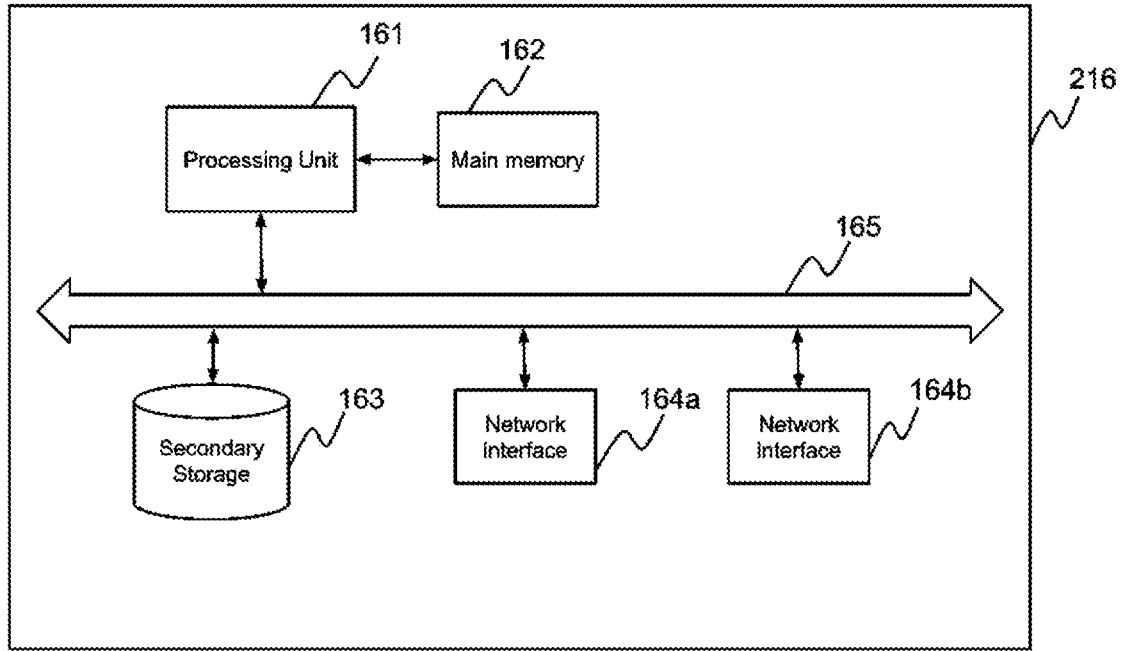 161
162
216
Processing Unit
Main memory
165
163
164a
164b
Secondary
Storage
Network
interface
Network
interface